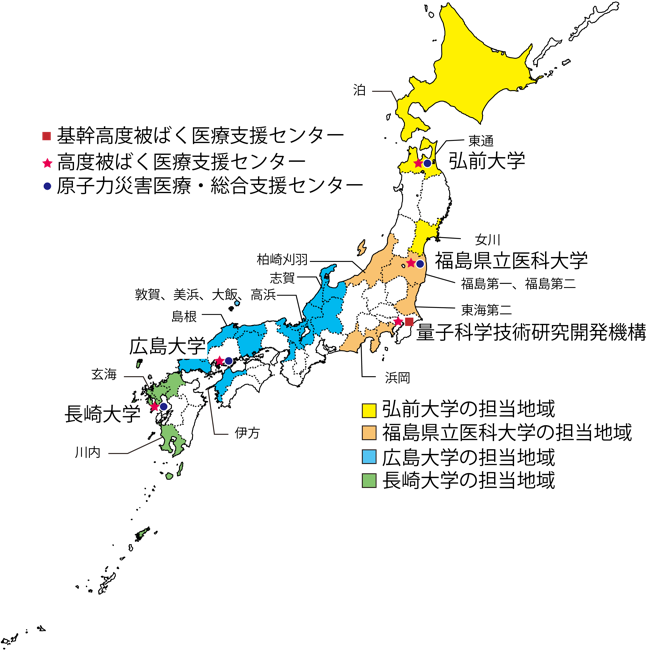 泊
基幹高度被ばく医療支援センター
高度被ばく医療支援センター
原子力災害医療・総合支援センター
東通
弘前大学
女川
柏崎刈羽
福島県立医科大学
志賀
福島第一、福島第二
敦賀、美浜、大飯、高浜
島根
東海第二
広島大学
量子科学技術研究開発機構
玄海
浜岡
長崎大学
伊方
川内
弘前大学の担当地域
福島県立医科大学の担当地域
広島大学の担当地域
長崎大学の担当地域